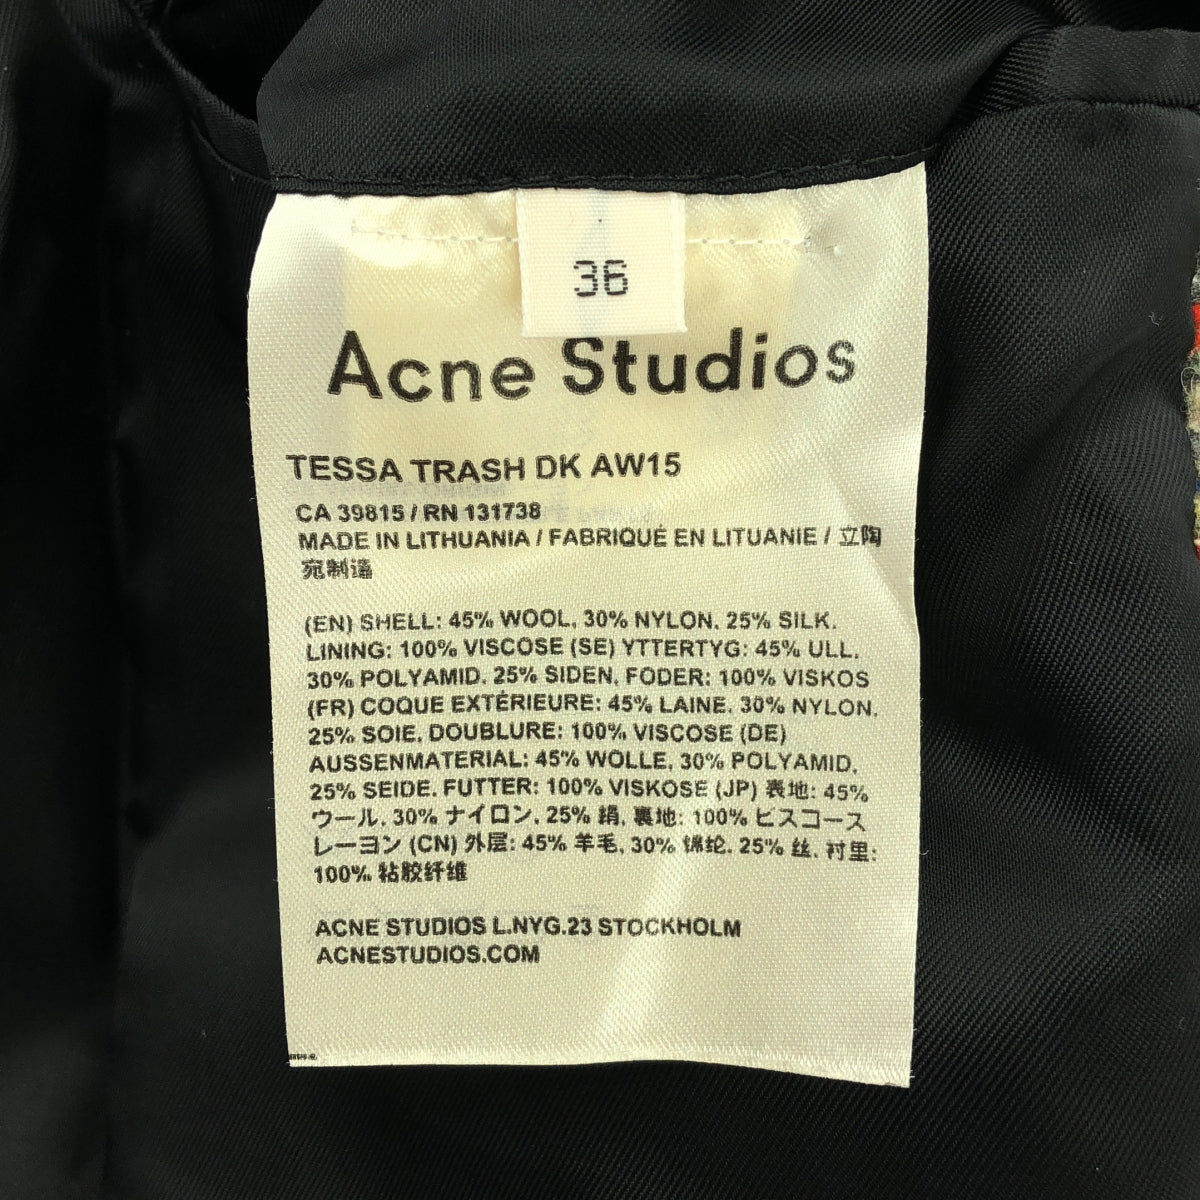 36
Acne Studios
TESSA TRASH DK AW15
CA 39815 / RN 131738
MADE IN LITHUANIA / FABRIQUÉ EN LITUANIE / 立陶
宛制造
(EN) SHELL: 45% WOOL, 30% NYLON, 25% SILK.
LINING: 100% VISCOSE (SE) YTTERTYG: 45% ULL,
30% POLYAMID, 25% SIDEN, FODER: 100% VISKOS
(FR) COQUE EXTÉRIEURE: 45% LAINE, 30% NYLON,
25% SOIE, DOUBLURE: 100% VISCOSE (DE)
AUSSENMATERIAL: 45% WOLLE, 30% POLYAMID,
25% SEIDE, FUTTER: 100% VISKOSE (JP) 表地: 45%
ウール, 30% ナイロン, 25% 絹, 裏地: 100% ビスコース
レーヨン (CN) 外层: 45% 羊毛, 30% 锦纶, 25% 丝, 衬里:
100% 粘胶纤维
ACNE STUDIOS L.NYG.23 STOCKHOLM
ACNESTUDIOS.COM